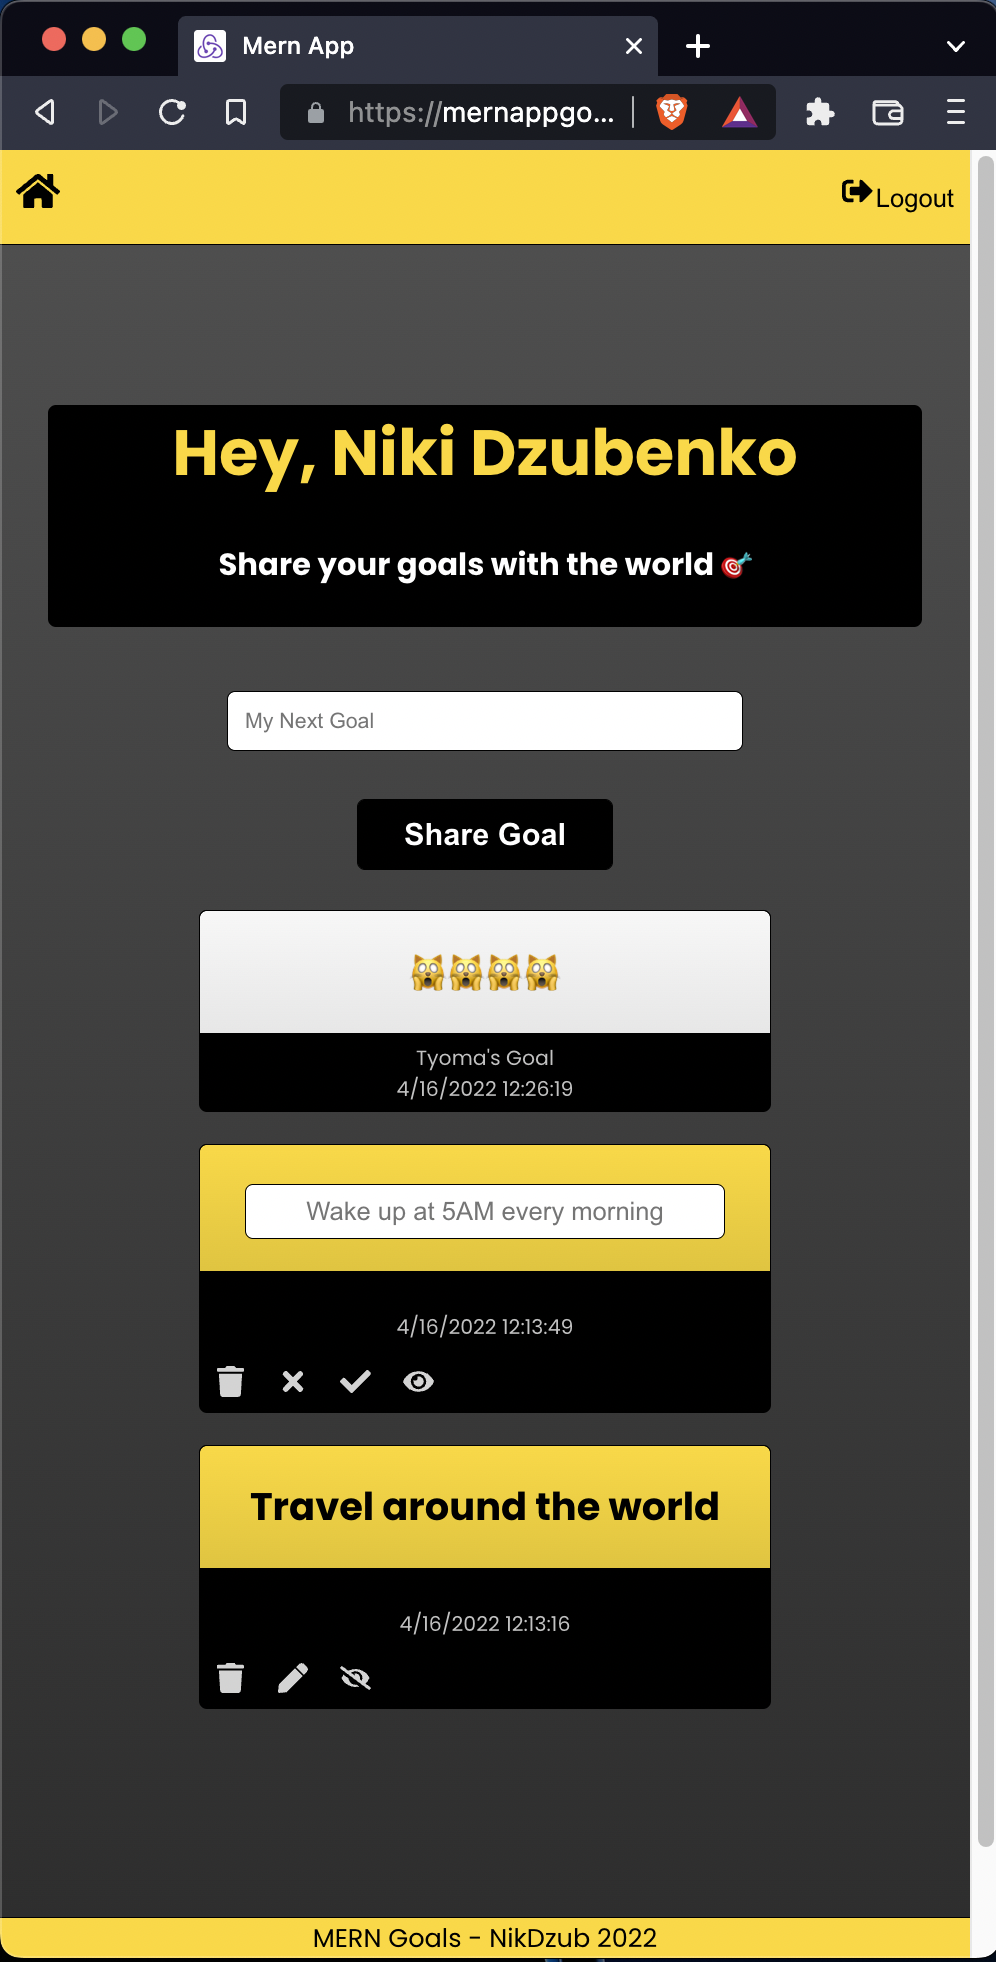 Mern App
https://mernappgo...
Logout
Hey, Niki Dzubenko
Share your goals with the world 🎯
My Next Goal
Share Goal
🙀🙀🙀🙀
Tyoma's Goal
4/16/2022 12:26:19
Wake up at 5AM every morning
4/16/2022 12:13:49
Travel around the world
4/16/2022 12:13:16
MERN Goals - NikDzub 2022